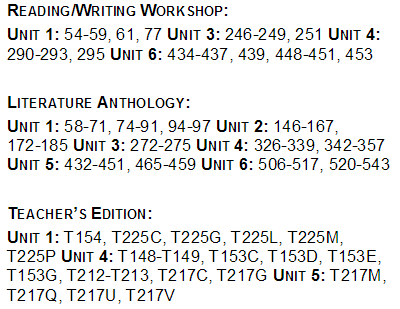 READING/WRITING WORKSHOP:
UNIT 1: 54-59, 61, 77 UNIT 3: 246-249, 251 UNIT 4:
290-293, 295 UNIT 6: 434-437, 439, 448-451, 453
LITERATURE ANTHOLOGY:
UNIT 1: 58-71, 74-91, 94-97 UNIT 2: 146-167,
172-185 UNIT 3: 272-275 UNIT 4: 326-339, 342-357
UNIT 5: 432-451, 465-459 UNIT 6: 506-517, 520-543
TEACHER'S EDITION:
UNIT 1: T154, T225C, T225G, T225L, T225M,
T225P UNIT 4: T148-T149, T153C, T153D, T153E,
T153G, T212-T213, T217C, T217G UNIT 5: T217M,
T217Q, T217U, T217V